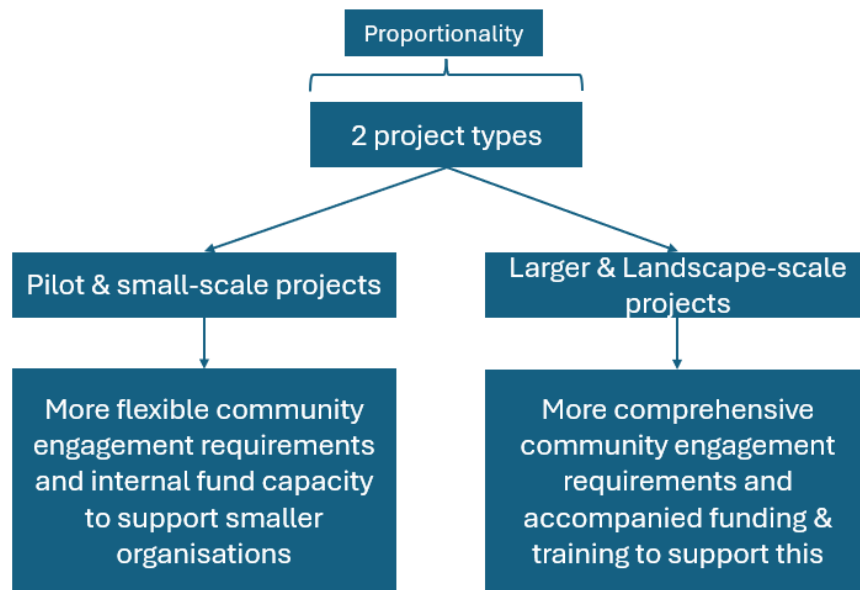 Proportionality
2 project types
Pilot & small-scale projects
Larger & Landscape-scale
projects
More flexible community
engagement requirements
and internal fund capacity
to support smaller
organisations
More comprehensive
community engagement
requirements and
accompanied funding &
training to support this